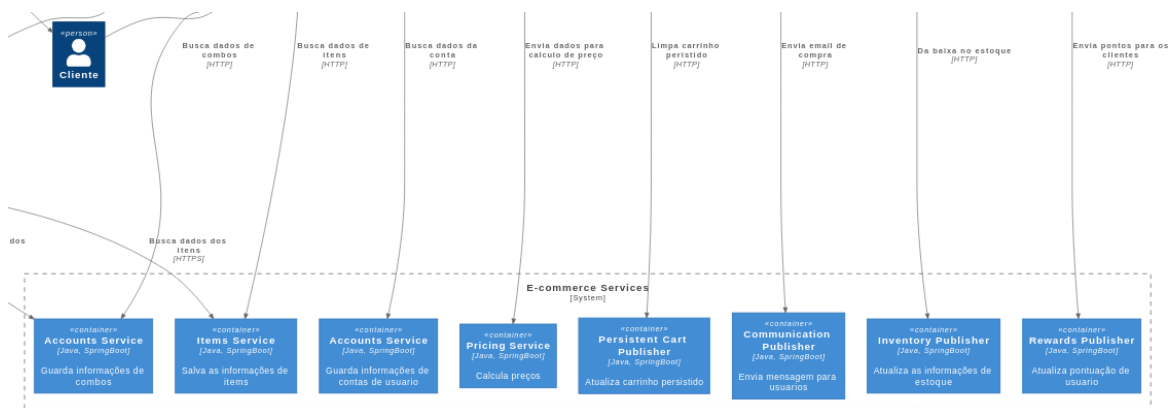 «person»
Cliente
Busca dados de
combos
[HTTP]
Busca dados de
itens
[HTTP]
Busca dados da
conta
[HTTP]
Envia dados para
calculo de preço
[HTTP]
Limpa carrinho
peristido
[HTTP]
Envia email de
compra
[HTTP]
Da baixa no estoque
[HTTP]
Envia pontos para os
clientes
[HTTP]
dos
Busca dados dos
itens
[HTTPS]
E-commerce Services
[System]
«container»
Accounts Service
[Java, SpringBoot]
Guarda informações de
combos
«container»
Items Service
[Java, SpringBoot]
Salva as informações de
items
«container»
Accounts Service
[Java, SpringBoot]
Guarda informações de
contas de usuario
«container»
Pricing Service
[Java, SpringBoot]
Calcula preços
«container»
Persistent Cart
Publisher
[Java, SpringBoot]
Atualiza carrinho persistido
«container»
Communication
Publisher
[Java, SpringBoot]
Envia mensagem para
usuarios
«container»
Inventory Publisher
[Java, SpringBoot]
Atualiza as informações de
estoque
«container»
Rewards Publisher
[Java, SpringBoot]
Atualiza pontuação de
usuario